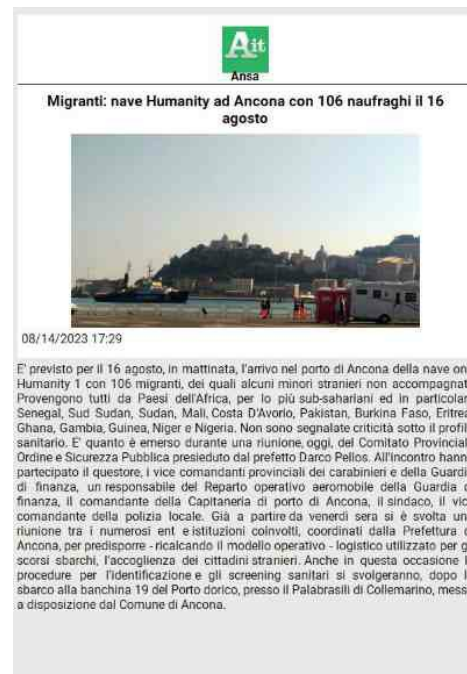 Ait
Ansa
Migranti: nave Humanity ad Ancona con 106 naufraghi il 16
agosto
08/14/2023 17:29
E' previsto per il 16 agosto, in mattinata, l'arrivo nel porto di Ancona della nave on
Humanity 1 con 106 migranti, dei quali alcuni minori stranieri non accompagnat
Provengono tutti da Paesi dell'Africa, per lo più sub-sahariani ed in particolar
Senegal, Sud Sudan, Sudan, Mali, Costa D'Avorio, Pakistan, Burkina Faso, Eritrea
Ghana, Gambia, Guinea, Niger e Nigeria. Non sono segnalate criticità sotto il profil
sanitario. E' quanto è emerso durante una riunione, oggi, del Comitato Provincial
Ordine e Sicurezza Pubblica presieduto dal prefetto Darco Pellos. All'incontro hann
partecipato il questore, i vice comandanti provinciali dei carabinieri e della Guardi
di finanza, un responsabile del Reparto operativo aeromobile della Guardia d
finanza, il comandante della Capitaneria di porto di Ancona, il sindaco, il vic
comandante della polizia locale. Già a partire da venerdì sera si è svolta un
riunione tra i numerosi ent e istituzioni coinvolti, coordinati dalla Prefettura d
Ancona, per predisporre - ricalcando il modello operativo - logistico utilizzato per g
scorsi sbarchi, l'accoglienza dei cittadini stranieri. Anche in questa occasione l
procedure per l'identificazione e gli screening sanitari si svolgeranno, dopo l
sbarco alla banchina 19 del Porto dorico, presso il Palabrasili di Collemarino, mess
a disposizione dal Comune di Ancona.